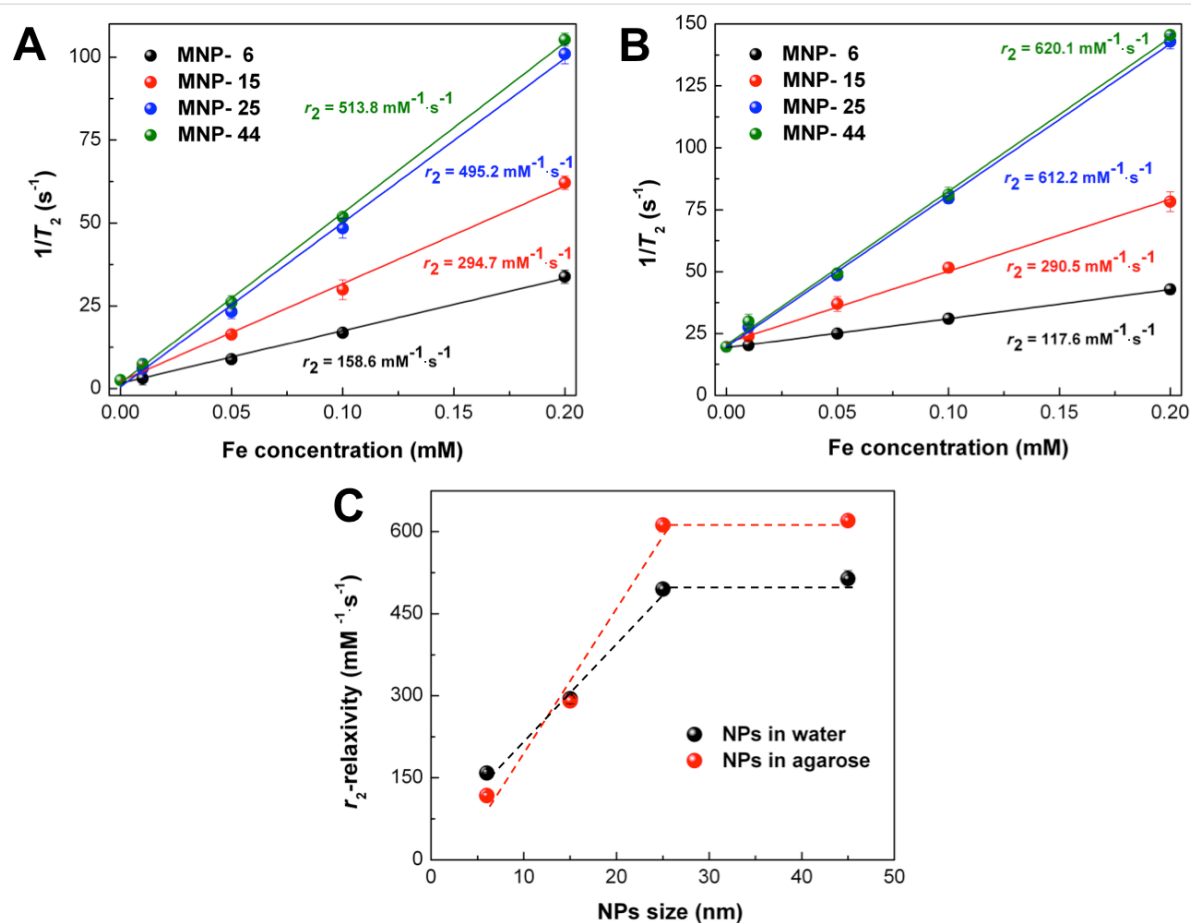 A
MNP- 6
MNP- 15
MNP- 25
MNP- 44
r2 = 513.8 mM⁻¹·s⁻¹
r2 = 495.2 mM⁻¹·s⁻¹
r2 = 294.7 mM⁻¹·s⁻¹
r2 = 158.6 mM⁻¹·s⁻¹
1/T2 (s⁻¹)
100
75
50
25
0
0.00 0.05 0.10 0.15 0.20
Fe concentration (mM)
B
MNP- 6
MNP- 15
MNP- 25
MNP- 44
r2 = 620.1 mM⁻¹·s⁻¹
r2 = 612.2 mM⁻¹·s⁻¹
r2 = 290.5 mM⁻¹·s⁻¹
r2 = 117.6 mM⁻¹·s⁻¹
1/T2 (s⁻¹)
150
125
100
75
50
25
0
0.00 0.05 0.10 0.15 0.20
Fe concentration (mM)
C
r2-relaxivity (mM⁻¹·s⁻¹)
600
450
300
150
0
NPs in water
NPs in agarose
0 10 20 30 40 50
NPs size (nm)